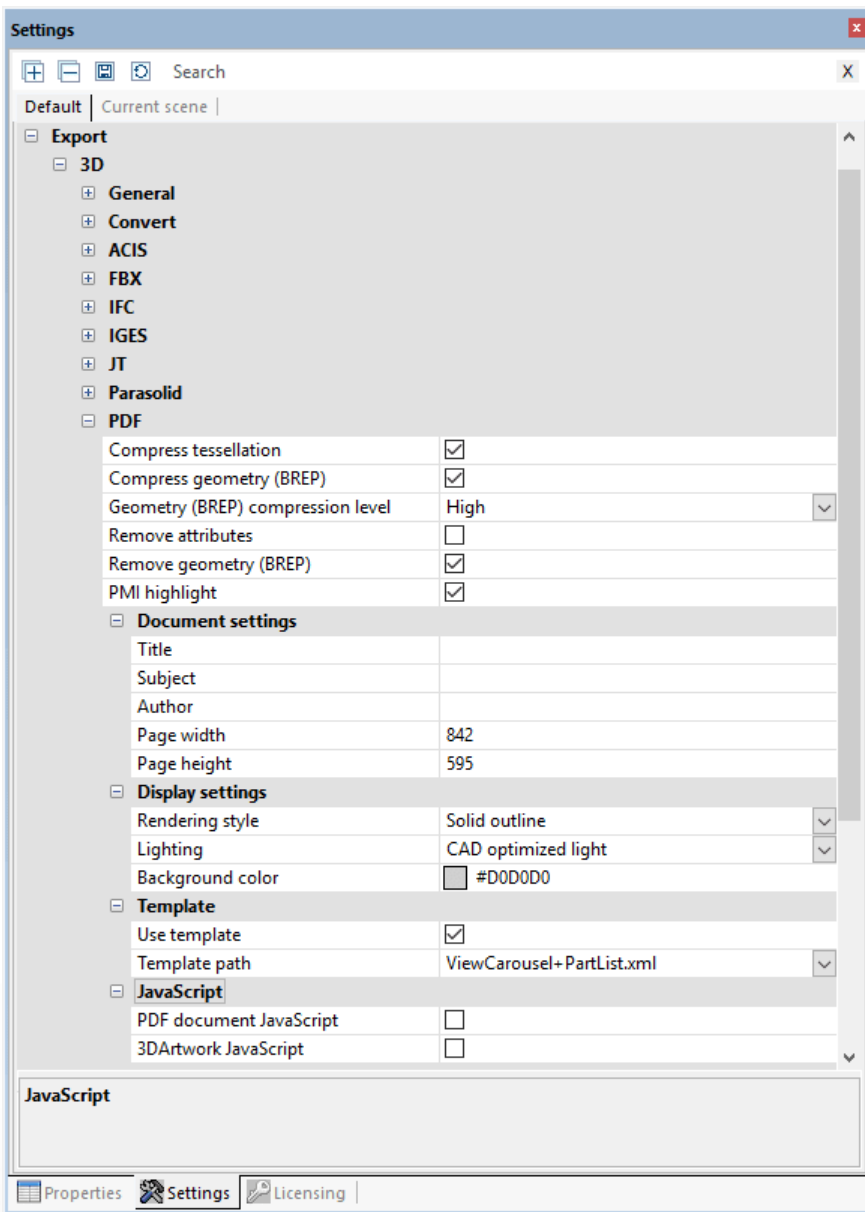 Settings
Search X
Default Current scene
Export
3D
General
Convert
ACIS
FBX
IFC
IGES
JT
Parasolid
PDF
Compress tessellation
Compress geometry (BREP)
Geometry (BREP) compression level High
Remove attributes
Remove geometry (BREP)
PMI highlight
Document settings
Title
Subject
Author
Page width 842
Page height 595
Display settings
Rendering style Solid outline
Lighting CAD optimized light
Background color #D0D0D0
Template
Use template
Template path ViewCarousel+PartList.xml
JavaScript
PDF document JavaScript
3DArtwork JavaScript
JavaScript
Properties Settings Licensing